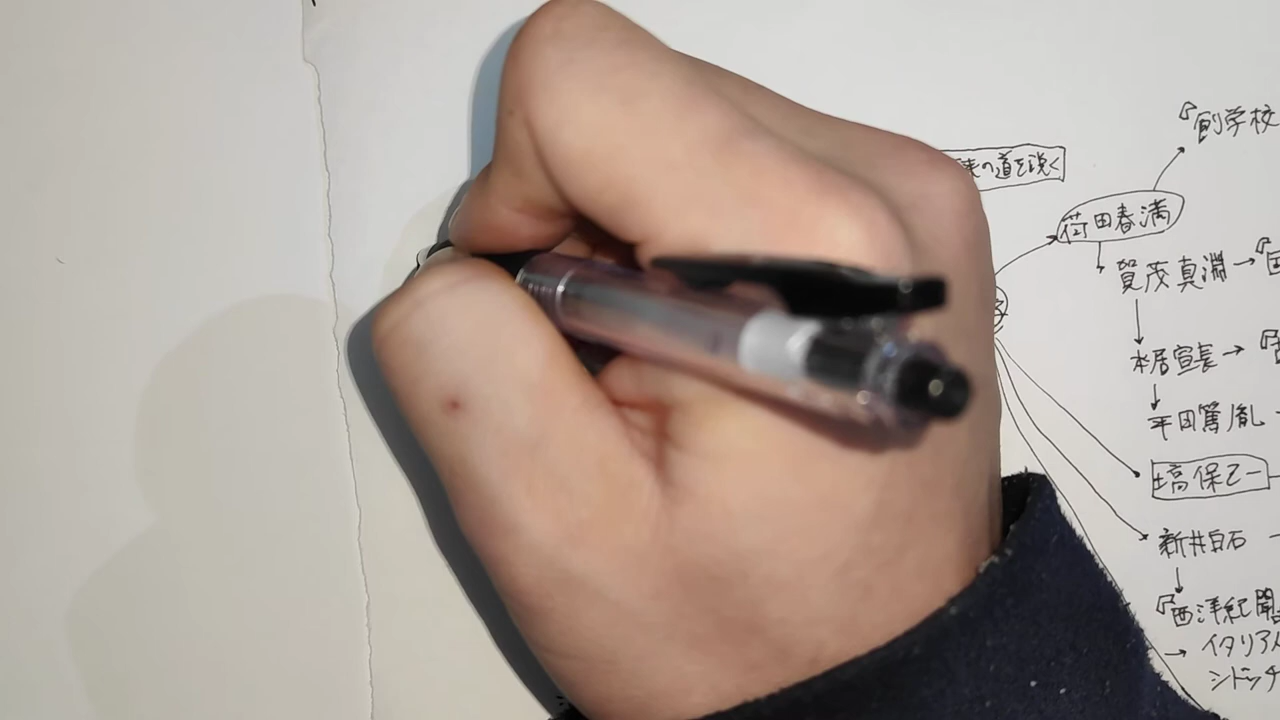 『創学校
の道を説く
荷田春満
賀茂真淵→
本居宣長→
平田篤胤
塙保己一
新井白石
『西洋紀聞
→イタリア人
シドッチ